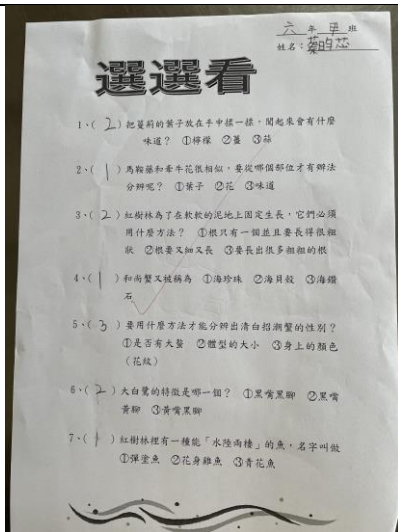 六年甲班
姓名：葉昀芯
選選看
1、(2)把蔓荊的葉子放在手中揉一揉，聞起來會有什麼
味道？ ①檸檬 ②薑 ③蒜
2、(1)馬鞍藤和牽牛花很相似，要從哪個部位才有辦法
分辨呢？ ①葉子 ②花 ③味道
3、(2)紅樹林為了在軟軟的泥地上固定生長，它們必須
用什麼方法？ ①根只有一個並且要長得很粗
狀 ②根要又細又長 ③要長出很多粗粗的根
4、(1)和尚蟹又被稱為 ①海珍珠 ②海貝殼 ③海鑽
石
5、(3)要用什麼方法才能分辨出清白招潮蟹的性別？
①是否有大螯 ②體型的大小 ③身上的顏色
（花紋）
6、(2)大白鷺的特徵是哪一個？ ①黑嘴黑腳 ②黑嘴
黃腳 ③黃嘴黑腳
7、(1)紅樹林裡有一種能「水陸兩棲」的魚，名字叫做
①彈塗魚 ②花身雞魚 ③青花魚